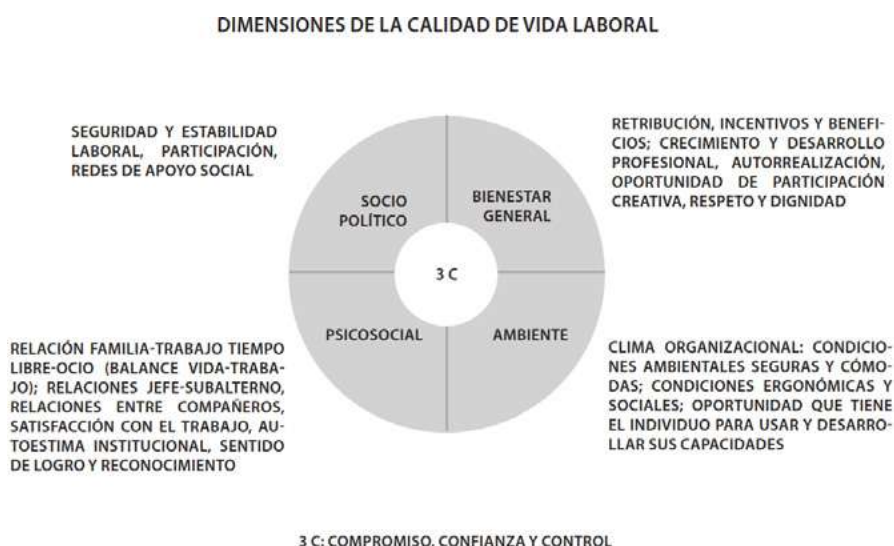 DIMENSIONES DE LA CALIDAD DE VIDA LABORAL
SEGURIDAD Y ESTABILIDAD
LABORAL, PARTICIPACIÓN,
REDES DE APOYO SOCIAL
RETRIBUCIÓN, INCENTIVOS Y BENEFI-
CIOS; CRECIMIENTO Y DESARROLLO
PROFESIONAL, AUTORREALIZACIÓN,
OPORTUNIDAD DE PARTICIPACIÓN
CREATIVA, RESPETO Y DIGNIDAD
SOCIO
POLÍTICO
BIENESTAR
GENERAL
3 C
PSICOSOCIAL
AMBIENTE
RELACIÓN FAMILIA-TRABAJO TIEMPO
LIBRE-OCIO (BALANCE VIDA-TRABA-
JO); RELACIONES JEFE-SUBALTERNO,
RELACIONES ENTRE COMPAÑEROS,
SATISFACCIÓN CON EL TRABAJO, AU-
TOESTIMA INSTITUCIONAL, SENTIDO
DE LOGRO Y RECONOCIMIENTO
CLIMA ORGANIZACIONAL: CONDICIO-
NES AMBIENTALES SEGURAS Y CÓMO-
DAS; CONDICIONES ERGONÓMICAS Y
SOCIALES; OPORTUNIDAD QUE TIENE
EL INDIVIDUO PARA USAR Y DESARRO-
LLAR SUS CAPACIDADES
3 C: COMPROMISO, CONFIANZA Y CONTROL